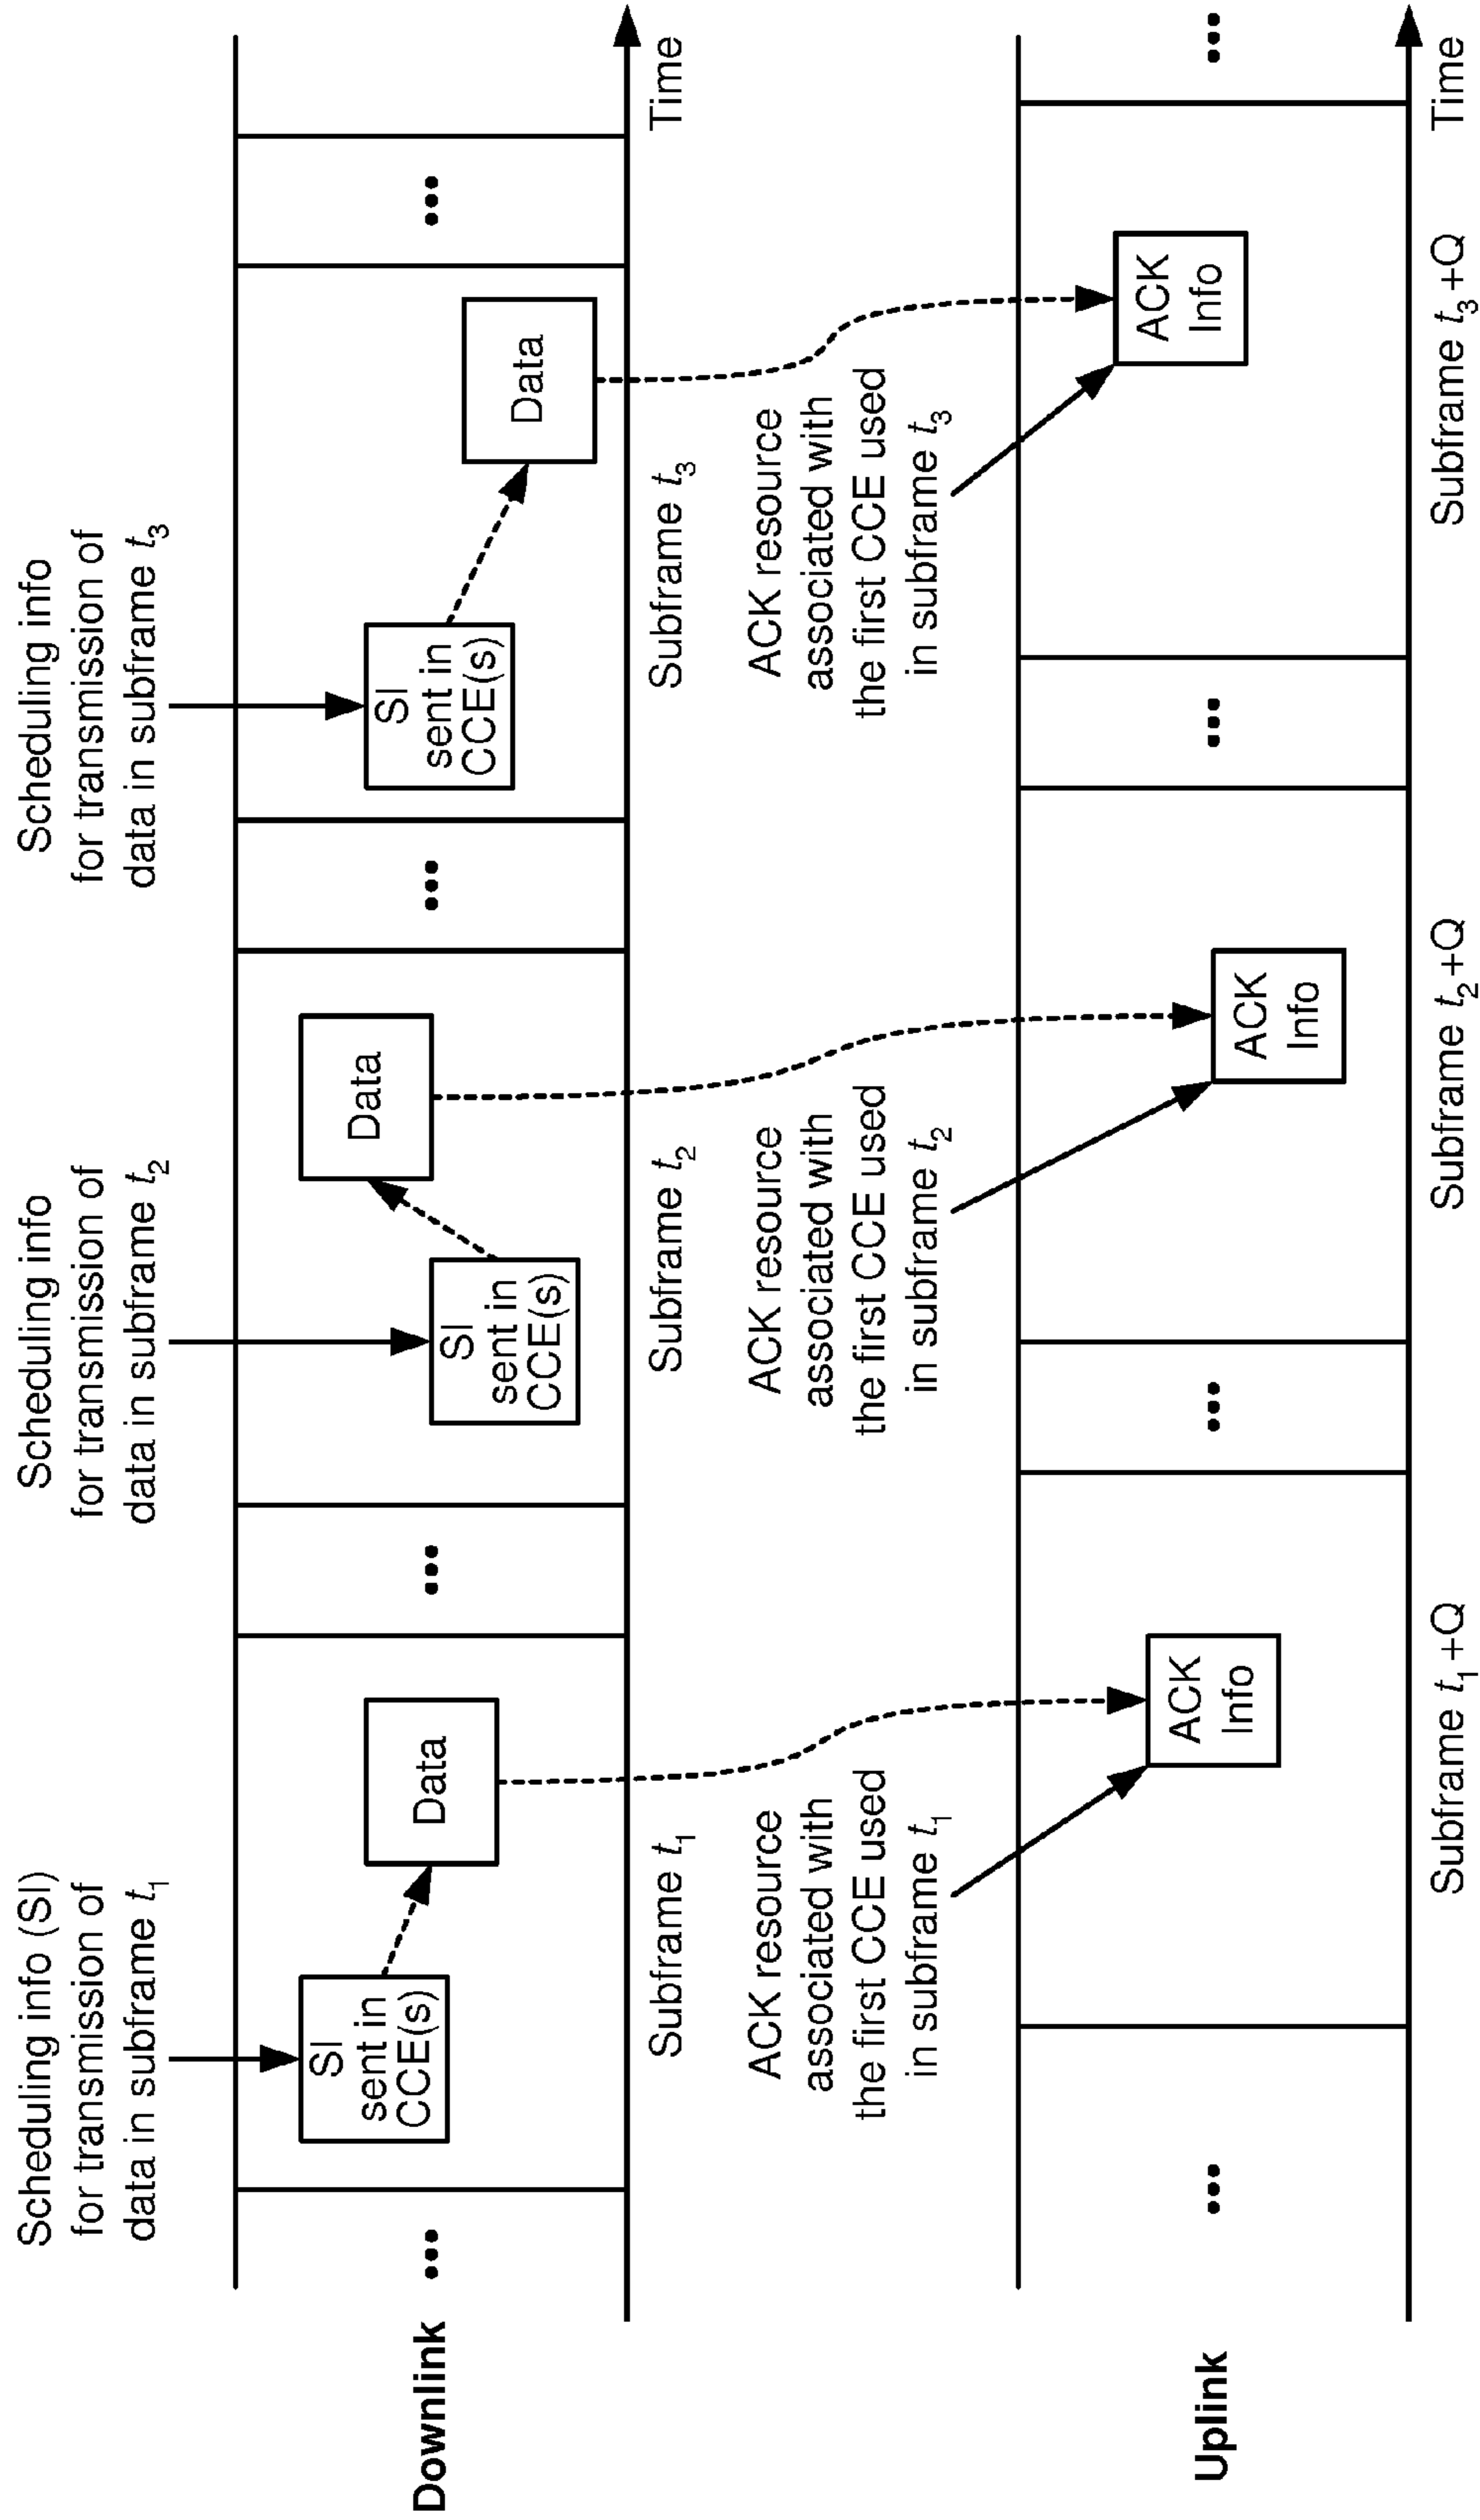 Scheduling info (SI)
for transmission of
data in subframe t1
Scheduling info
for transmission of
data in subframe t2
Scheduling info
for transmission of
data in subframe t3
Downlink
•••
SI
sent in
CCE(s)
Data
•••
SI
sent in
CCE(s)
Data
•••
SI
sent in
CCE(s)
Data
•••
Subframe t1
Subframe t2
Subframe t3
Time
ACK resource
associated with
the first CCE used
in subframe t1
ACK resource
associated with
the first CCE used
in subframe t2
ACK resource
associated with
the first CCE used
in subframe t3
Uplink
•••
ACK
Info
•••
ACK
Info
•••
ACK
Info
•••
Subframe t1+Q
Subframe t2+Q
Subframe t3+Q
Time